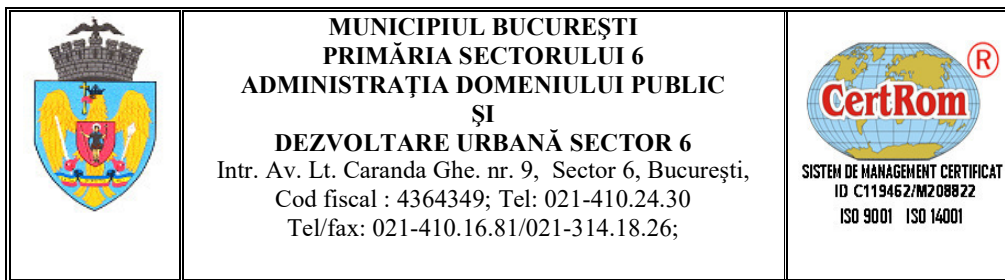 MUNICIPIUL BUCUREŞTI
PRIMĂRIA SECTORULUI 6
ADMINISTRAŢIA DOMENIULUI PUBLIC
ŞI
DEZVOLTARE URBANĂ SECTOR 6
Intr. Av. Lt. Caranda Ghe. nr. 9, Sector 6, Bucureşti,
Cod fiscal : 4364349; Tel: 021-410.24.30
Tel/fax: 021-410.16.81/021-314.18.26;
CertRom ®
SISTEM DE MANAGEMENT CERTIFICAT
ID C119462/M208822
ISO 9001 ISO 14001